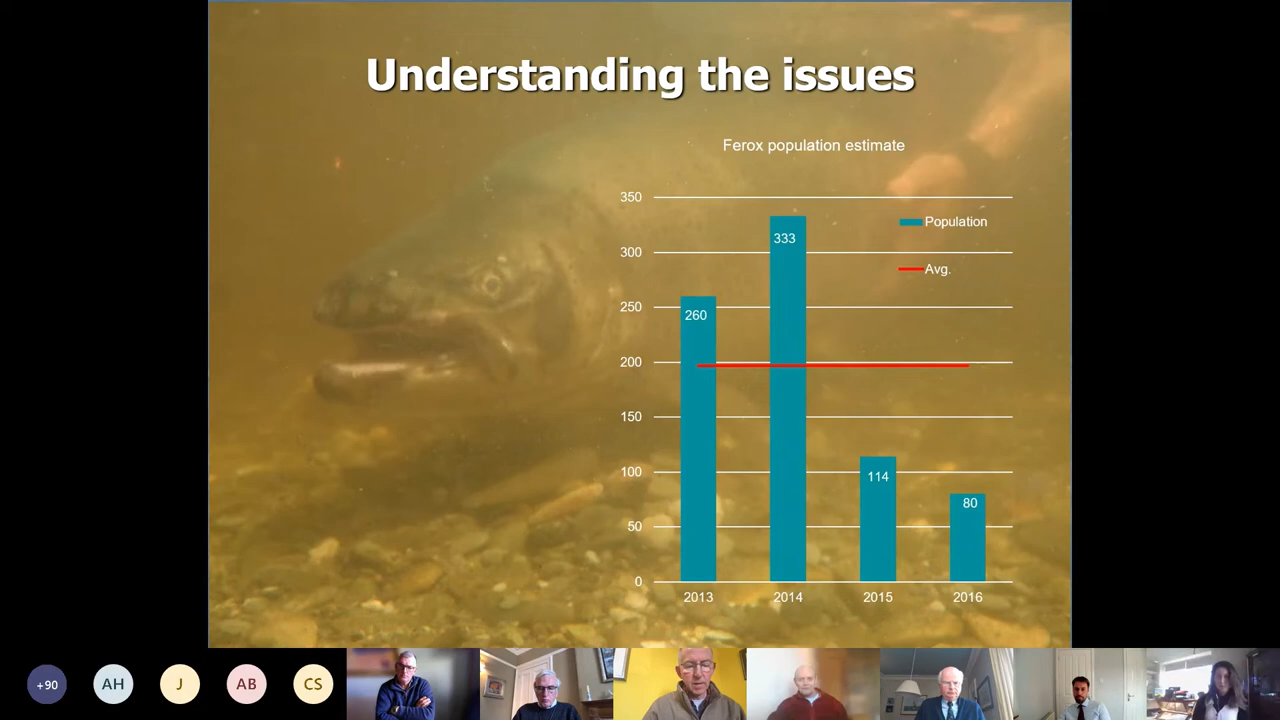 Understanding the issues
Ferox population estimate
350
300
250
200
150
100
50
0
333
260
114
80
Population
Avg.
2013 2014 2015 2016
+90 AH J AB CS